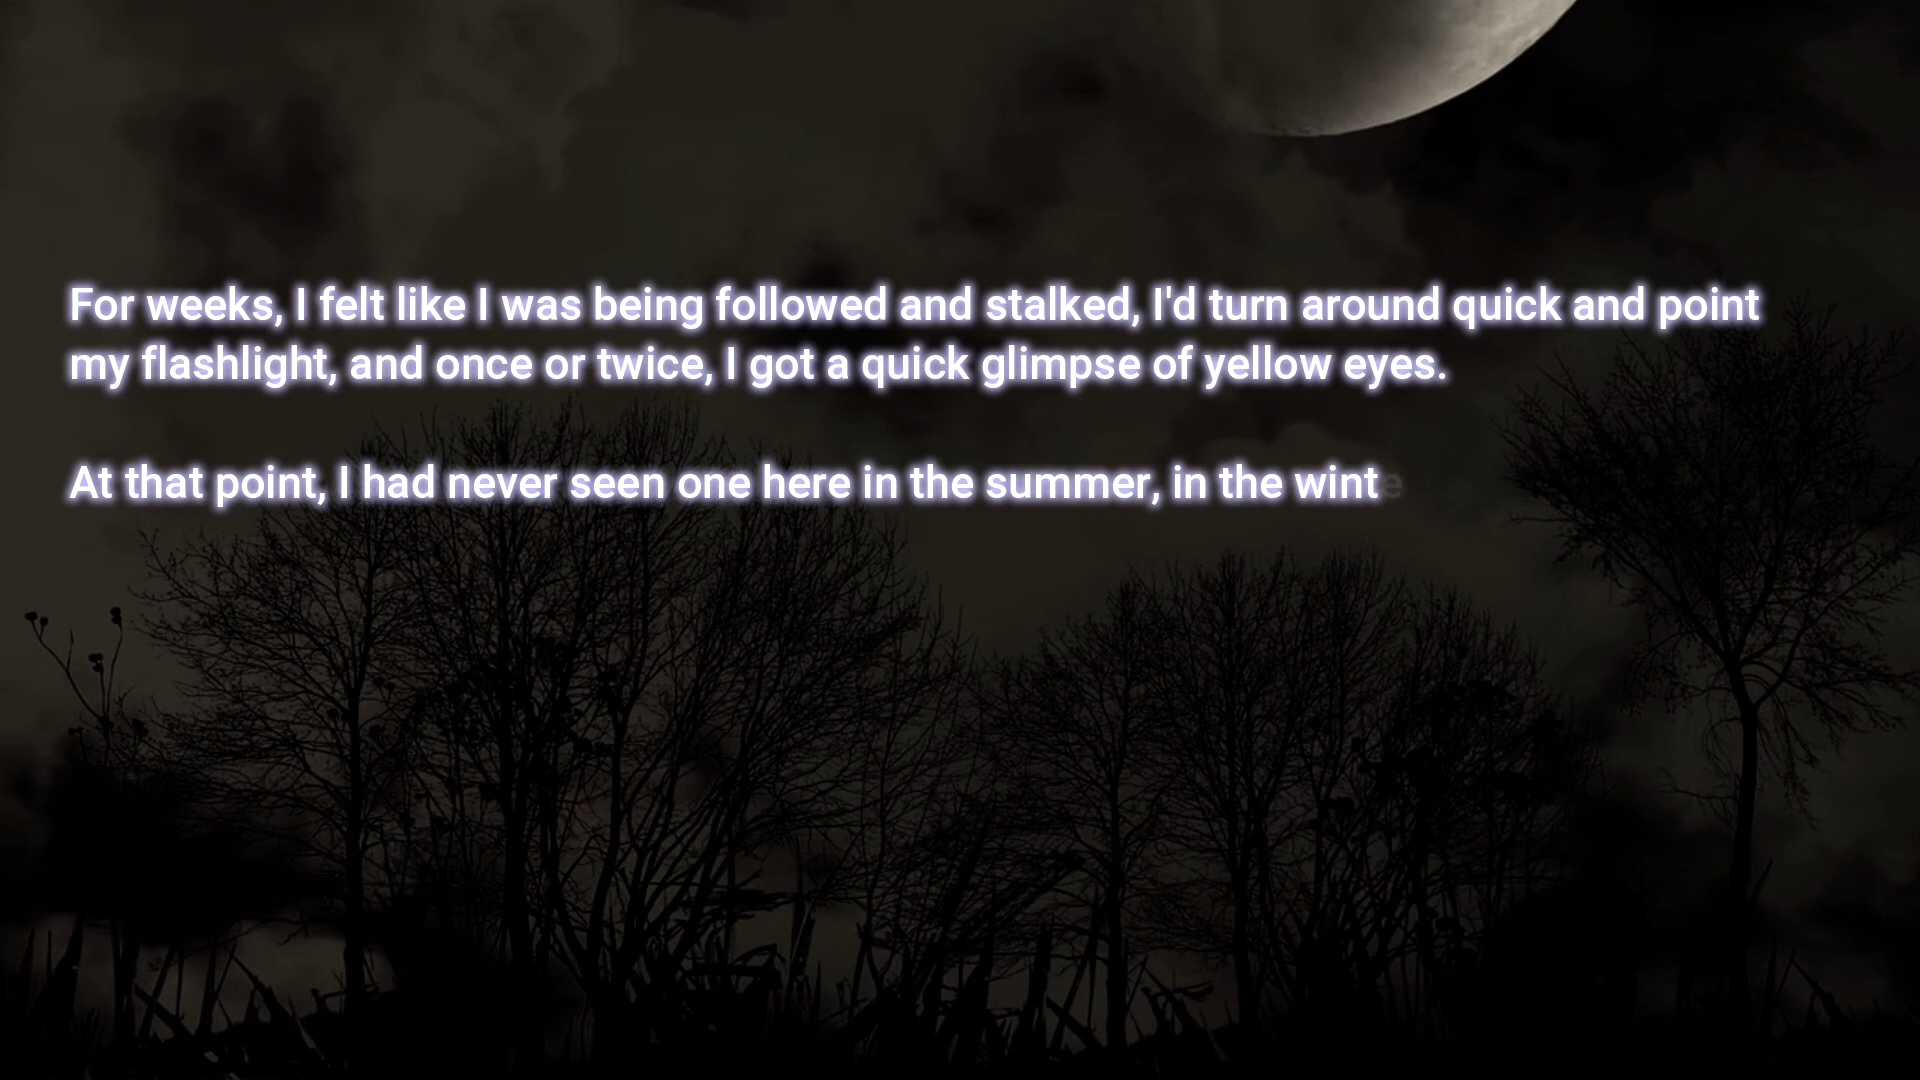 For weeks, I felt like I was being followed and stalked, I'd turn around quick and point
my flashlight, and once or twice, I got a quick glimpse of yellow eyes.
At that point, I had never seen one here in the summer, in the winte